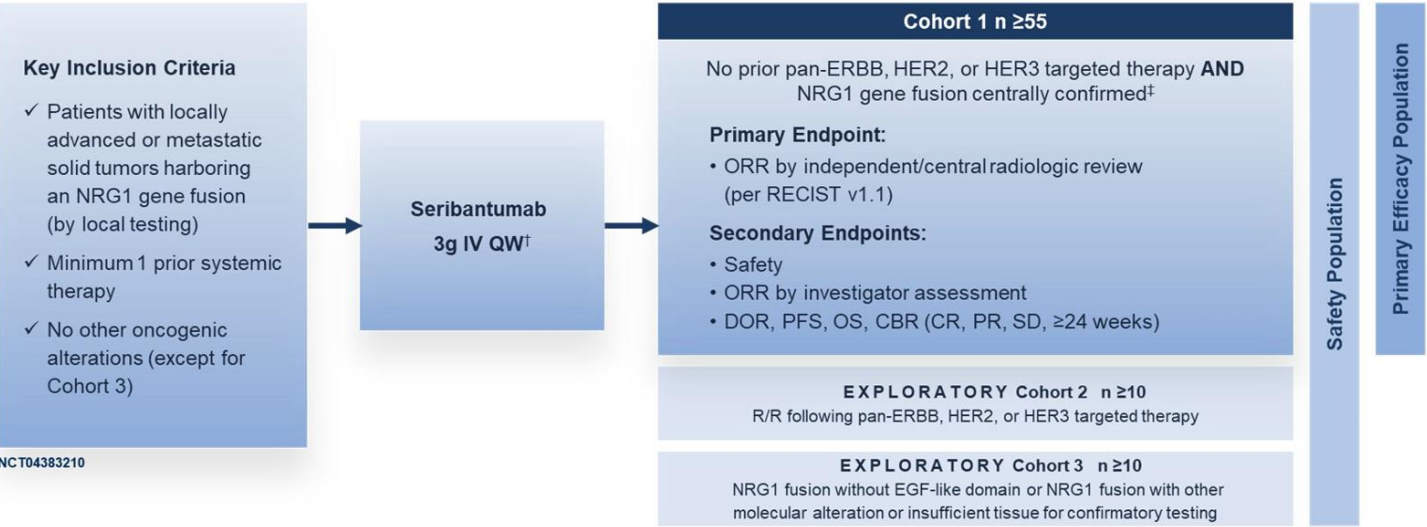 Key Inclusion Criteria
✓ Patients with locally
advanced or metastatic
solid tumors harboring
an NRG1 gene fusion
(by local testing)
✓ Minimum 1 prior systemic
therapy
✓ No other oncogenic
alterations (except for
Cohort 3)
NCT04383210
Seribantumab
3g IV QW†
Cohort 1 n ≥55
No prior pan-ERBB, HER2, or HER3 targeted therapy AND
NRG1 gene fusion centrally confirmed‡
Primary Endpoint:
• ORR by independent/central radiologic review
(per RECIST v1.1)
Secondary Endpoints:
• Safety
• ORR by investigator assessment
• DOR, PFS, OS, CBR (CR, PR, SD, ≥24 weeks)
EXPLORATORY Cohort 2 n ≥10
R/R following pan-ERBB, HER2, or HER3 targeted therapy
EXPLORATORY Cohort 3 n ≥10
NRG1 fusion without EGF-like domain or NRG1 fusion with other
molecular alteration or insufficient tissue for confirmatory testing
Safety Population
Primary Efficacy Population